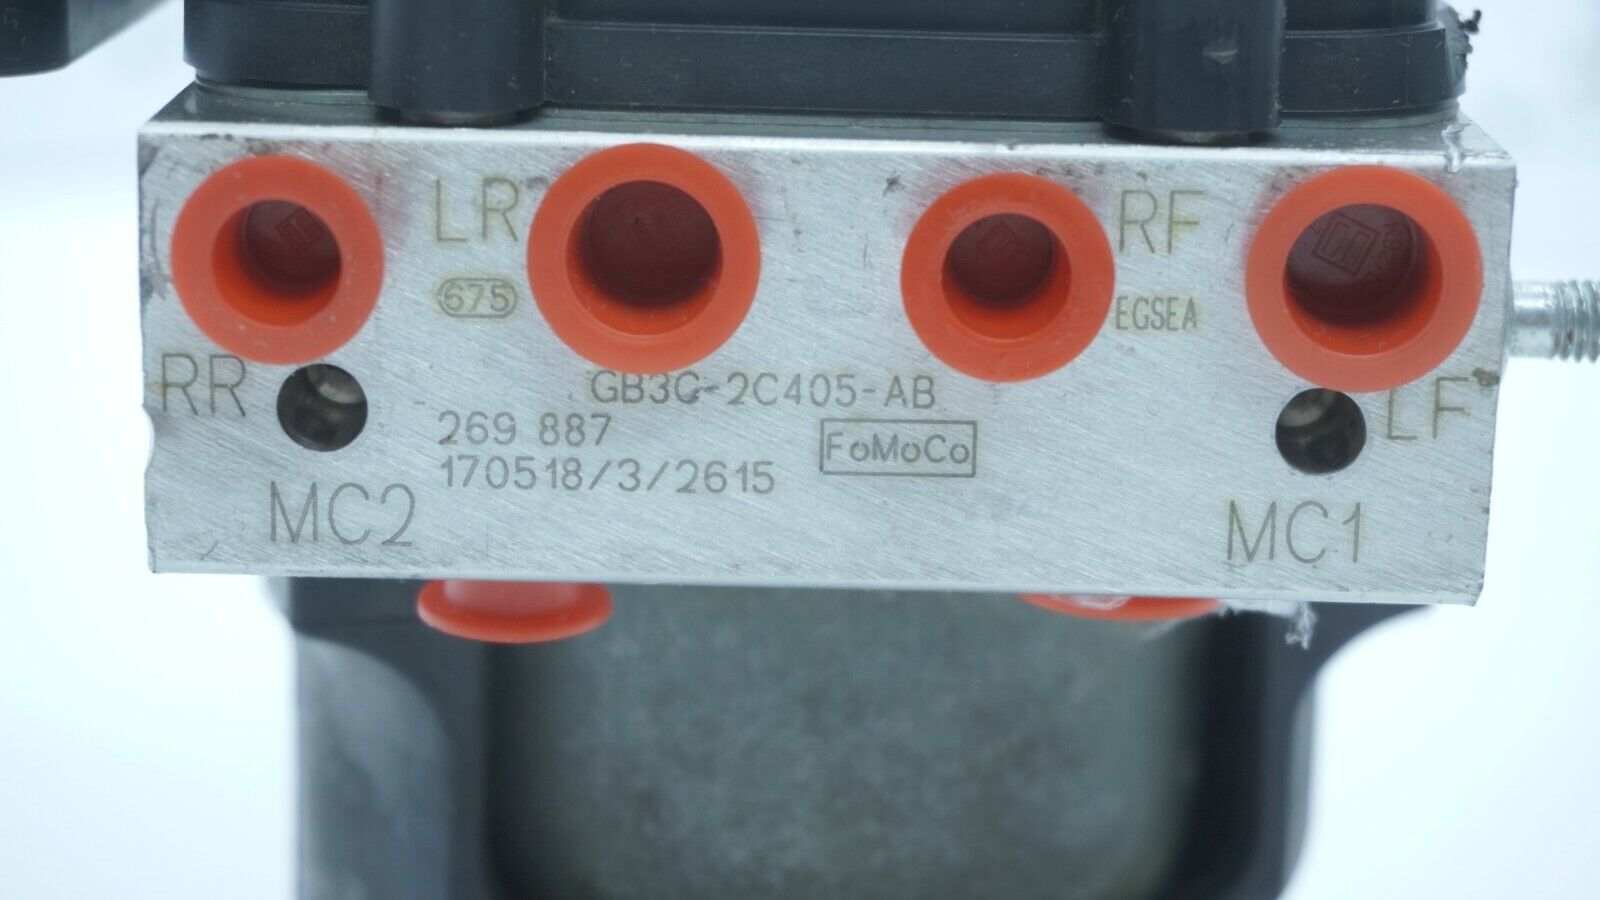 LR
RF
675
EGSEA
RR
GB3C-2C405-AB
LF
269 887
FoMoCo
170518/3/2615
MC2
MC1